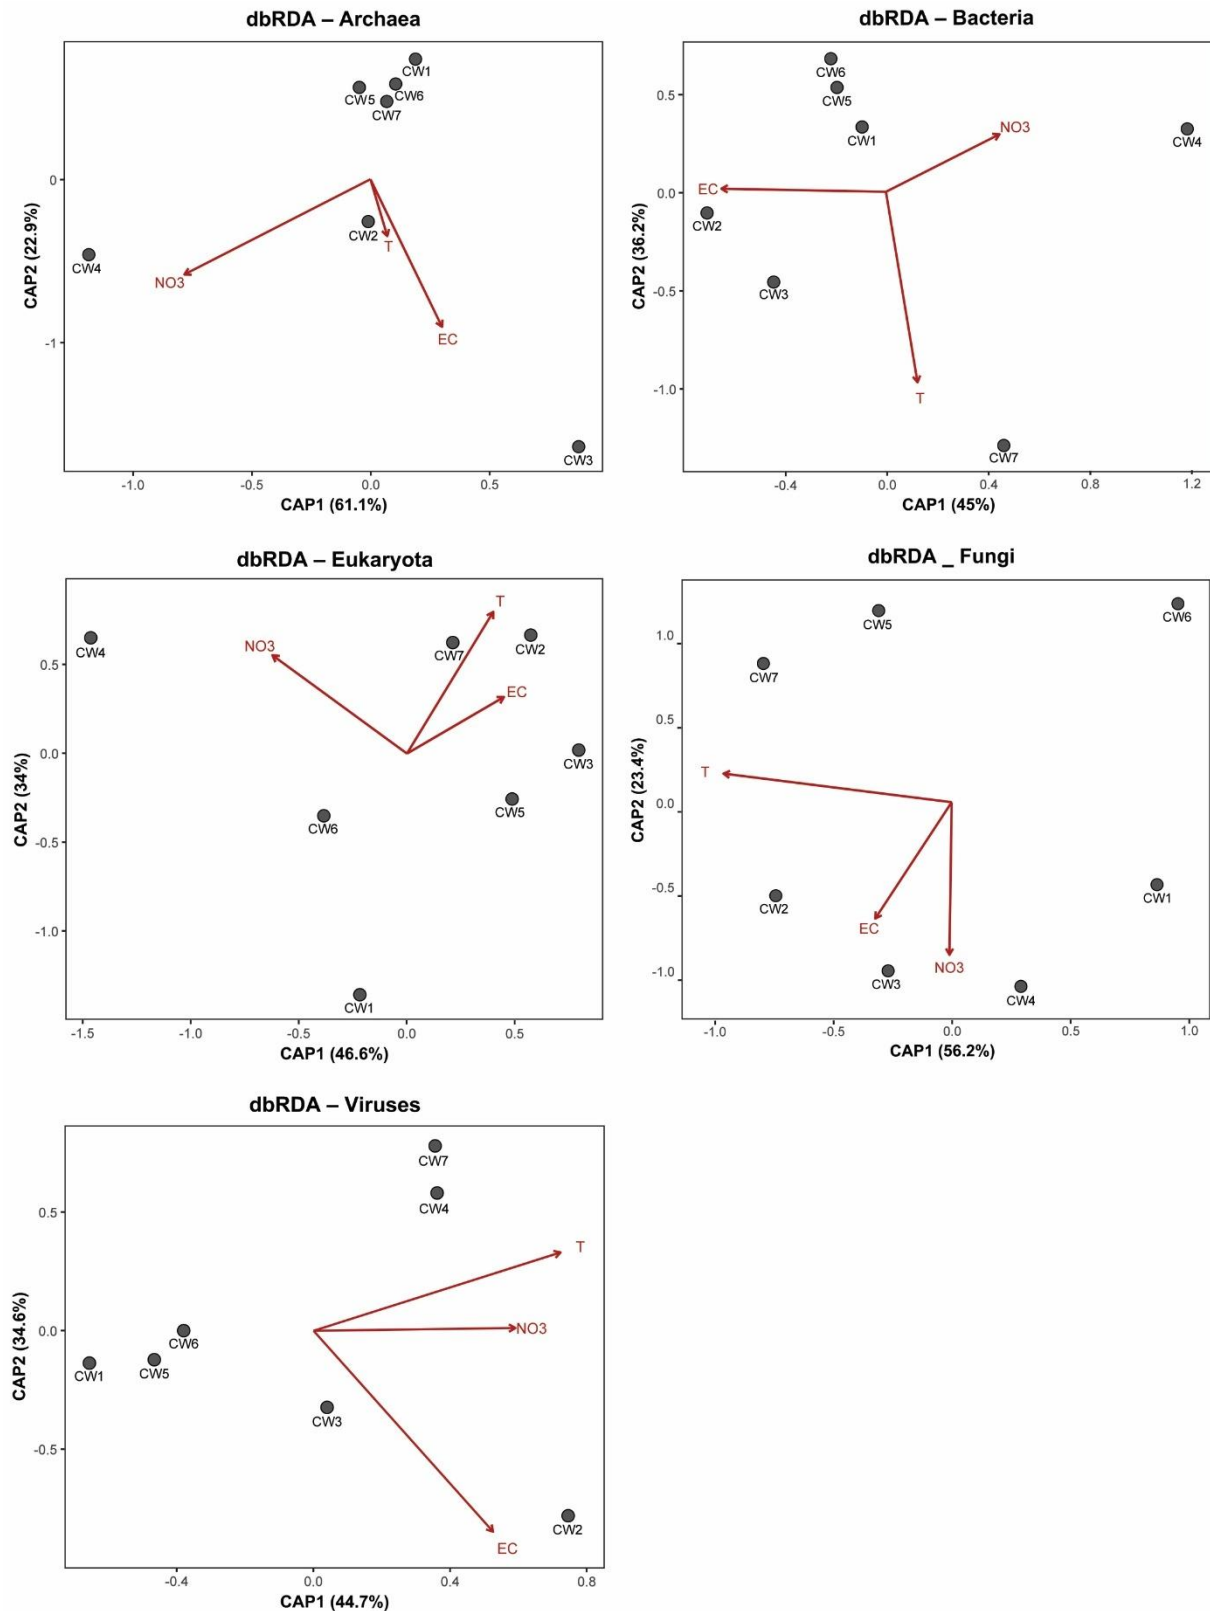 dbRDA – Archaea
CW1
CW5
CW6
CW7
0
CW2
T
CW4
NO3
EC
-1
CW3
CAP2 (22.9%)
-1.0
-0.5
0.0
0.5
CAP1 (61.1%)
dbRDA – Bacteria
CW6
CW5
0.5
CW1
NO3
CW4
EC
0.0
CW2
CW3
-0.5
-1.0
T
CW7
CAP2 (36.2%)
-0.4
0.0
0.4
0.8
1.2
CAP1 (45%)
dbRDA – Eukaryota
T
NO3
CW4
CW7
CW2
0.5
EC
0.0
CW3
CW5
-0.5
CW6
-1.0
CW1
CAP2 (34%)
-1.5
-1.0
-0.5
0.0
0.5
CAP1 (46.6%)
dbRDA _ Fungi
CW5
CW6
1.0
CW7
0.5
T
0.0
CW1
-0.5
CW2
EC
NO3
-1.0
CW3
CW4
CAP2 (23.4%)
-1.0
-0.5
0.0
0.5
1.0
CAP1 (56.2%)
dbRDA – Viruses
CW7
CW4
0.5
T
0.0
CW6
NO3
CW1
CW5
CW3
-0.5
CW2
EC
CAP2 (34.6%)
-0.4
0.0
0.4
0.8
CAP1 (44.7%)